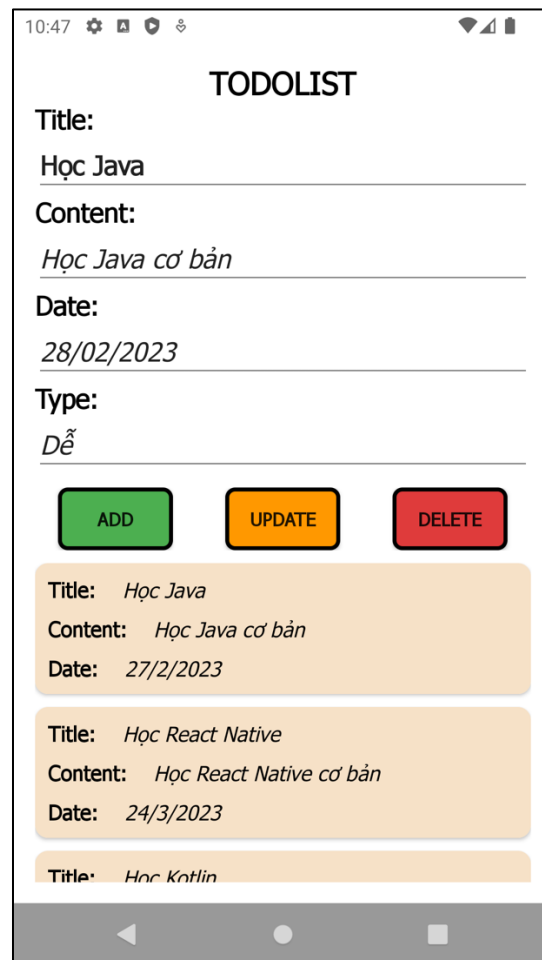 10:47
TODOLIST
Title:
Học Java
Content:
Học Java cơ bản
Date:
28/02/2023
Type:
Dễ
ADD UPDATE DELETE
Title: Học Java
Content: Học Java cơ bản
Date: 27/2/2023
Title: Học React Native
Content: Học React Native cơ bản
Date: 24/3/2023
Title: Học Kotlin